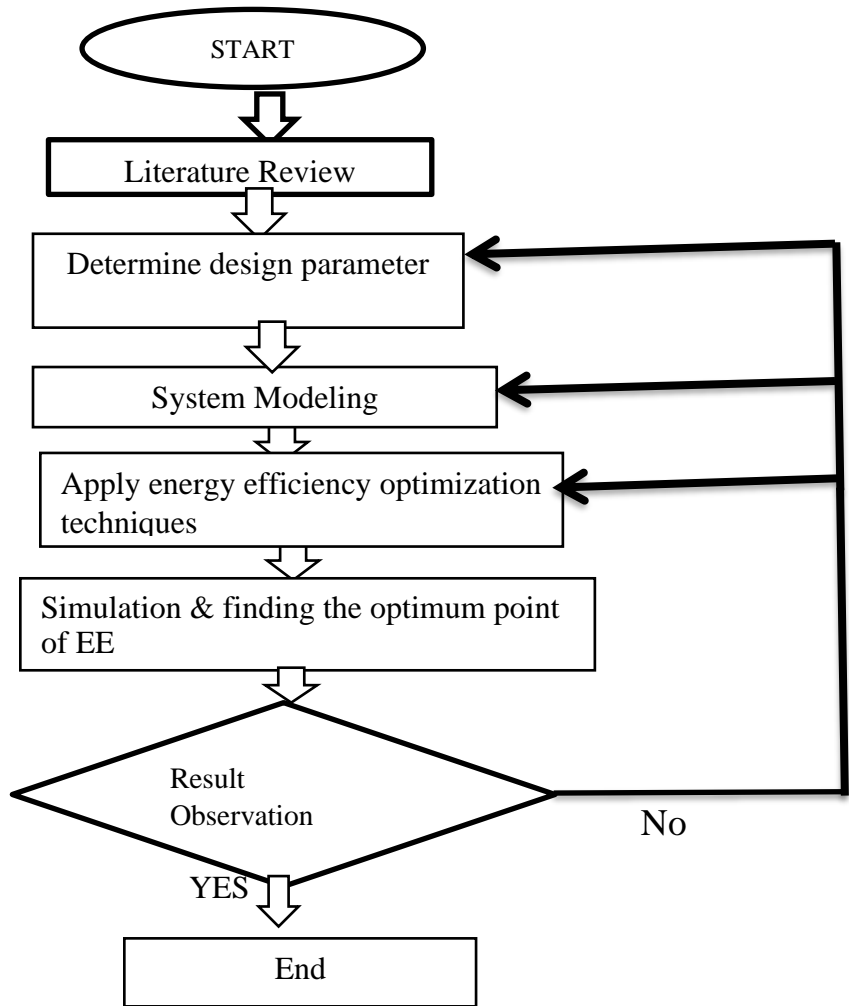 START
Literature Review
Determine design parameter
System Modeling
Apply energy efficiency optimization
techniques
Simulation & finding the optimum point
of EE
Result
Observation
No
YES
End